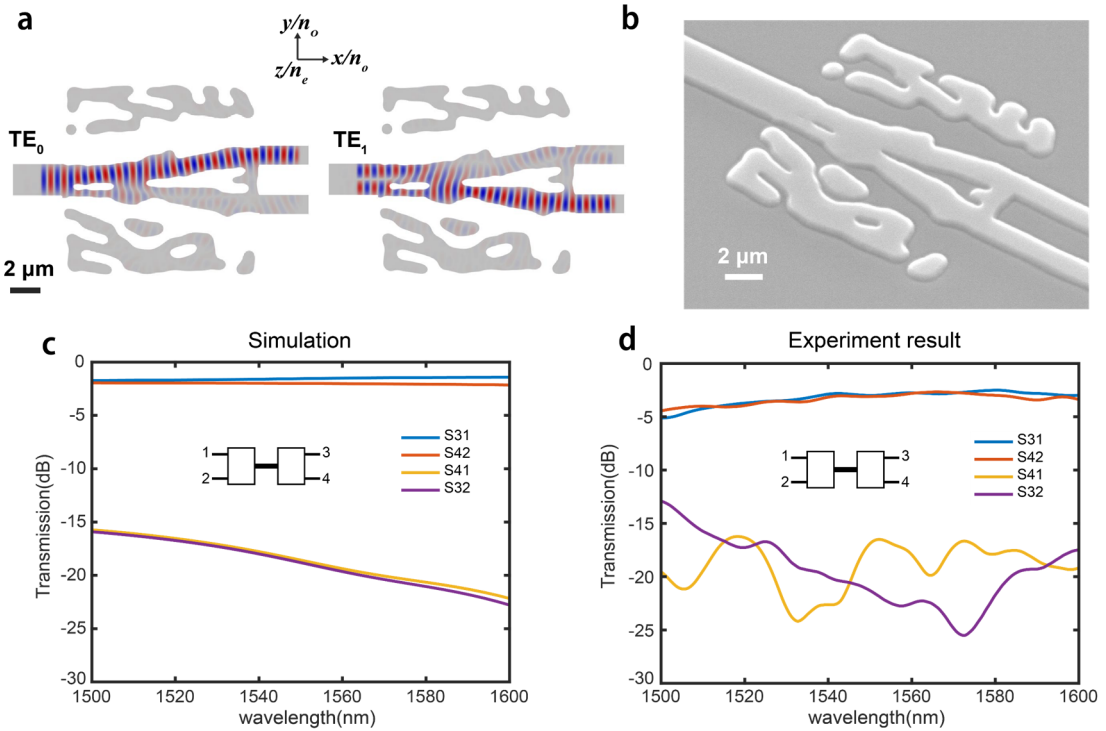 a
y/no
x/no
z/ne
TE0
TE1
2 μm
b
2 μm
c
Simulation
0
-5
-10
-15
-20
-25
-30
Transmission(dB)
1
2
3
4
S31
S42
S41
S32
1500
1520
1540
1560
1580
1600
wavelength(nm)
d
Experiment result
0
-5
-10
-15
-20
-25
-30
Transmission(dB)
1
2
3
4
S31
S42
S41
S32
1500
1520
1540
1560
1580
1600
wavelength(nm)